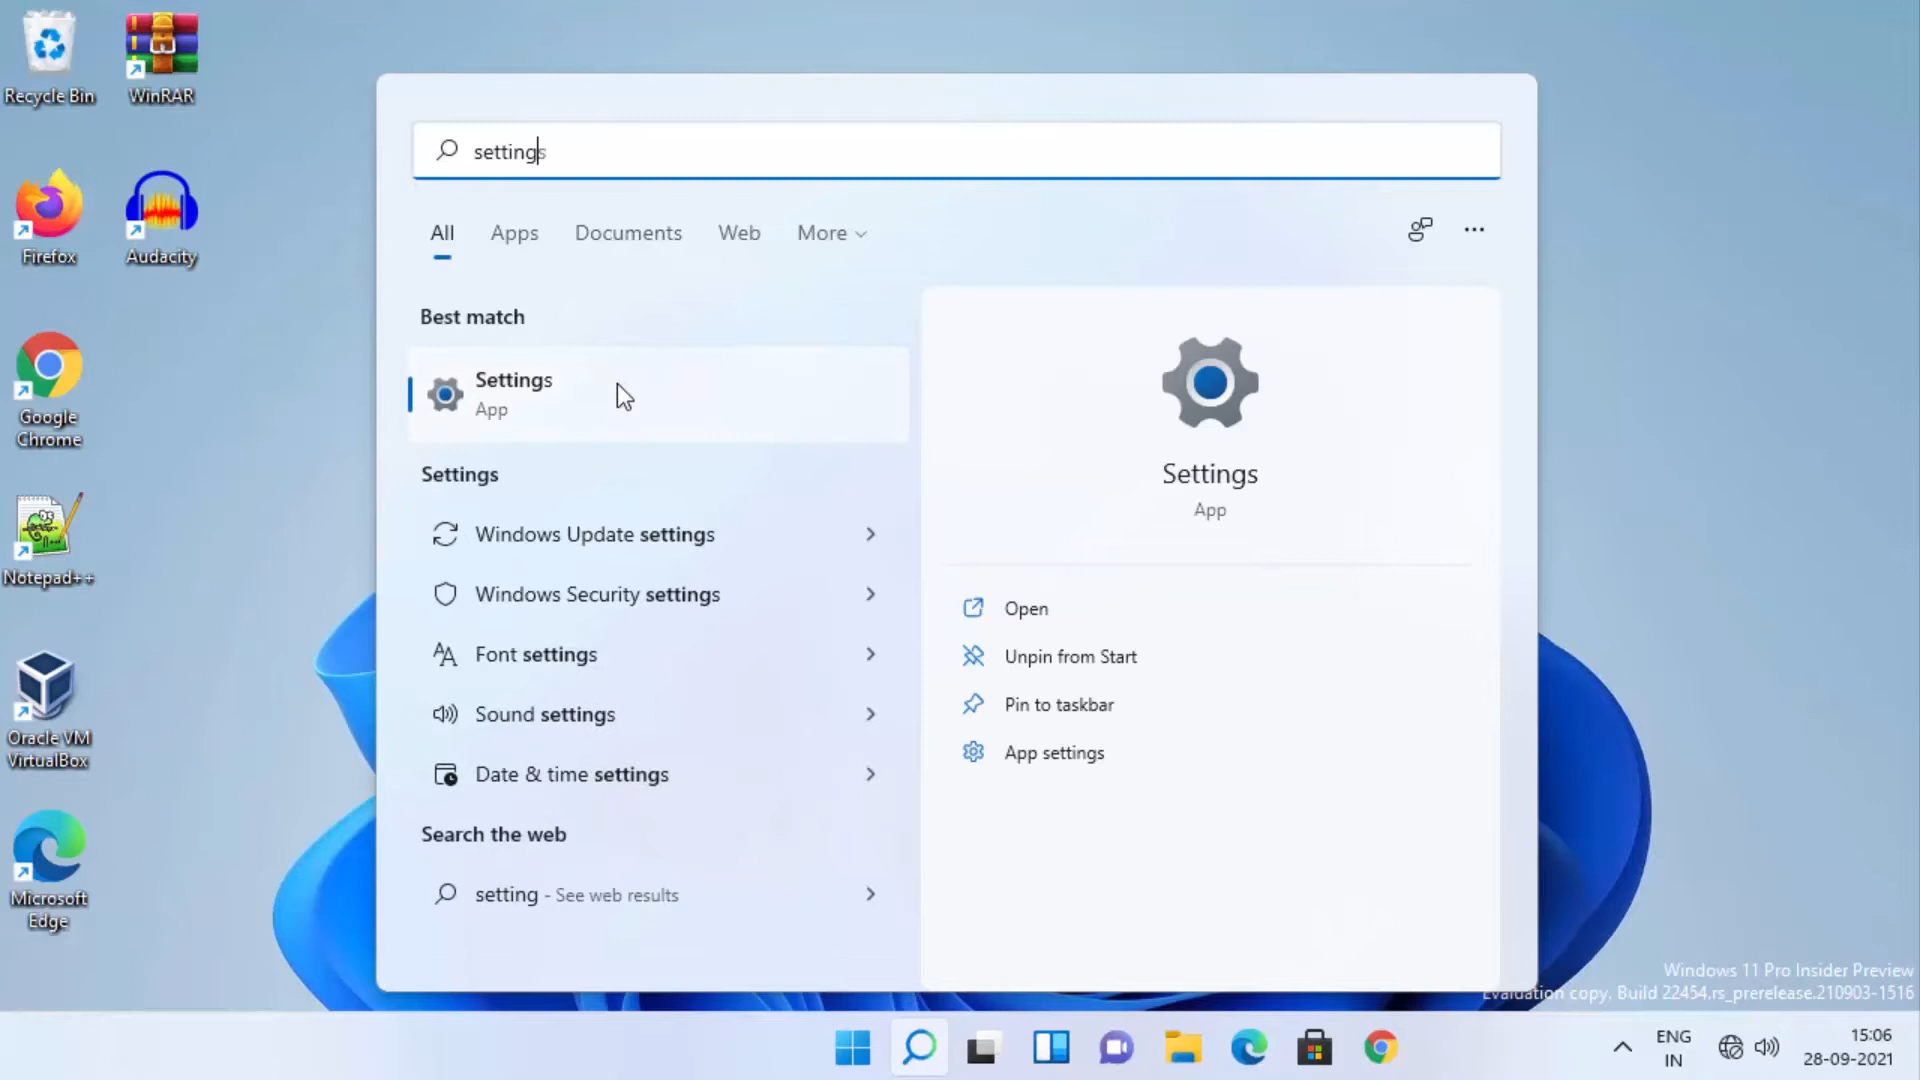 Recycle Bin
WinRAR
Firefox
Audacity
Google
Chrome
Notepad++
Oracle VM
VirtualBox
Microsoft
Edge
settings
All
Apps
Documents
Web
More
Best match
Settings
App
Settings
Windows Update settings
Windows Security settings
Font settings
Sound settings
Date & time settings
Search the web
setting - See web results
Settings
App
Open
Unpin from Start
Pin to taskbar
App settings
Windows 11 Pro Insider Preview
Evaluation copy. Build 22454.rs_prerelease.210903-1516
ENG
IN
15:06
28-09-2021